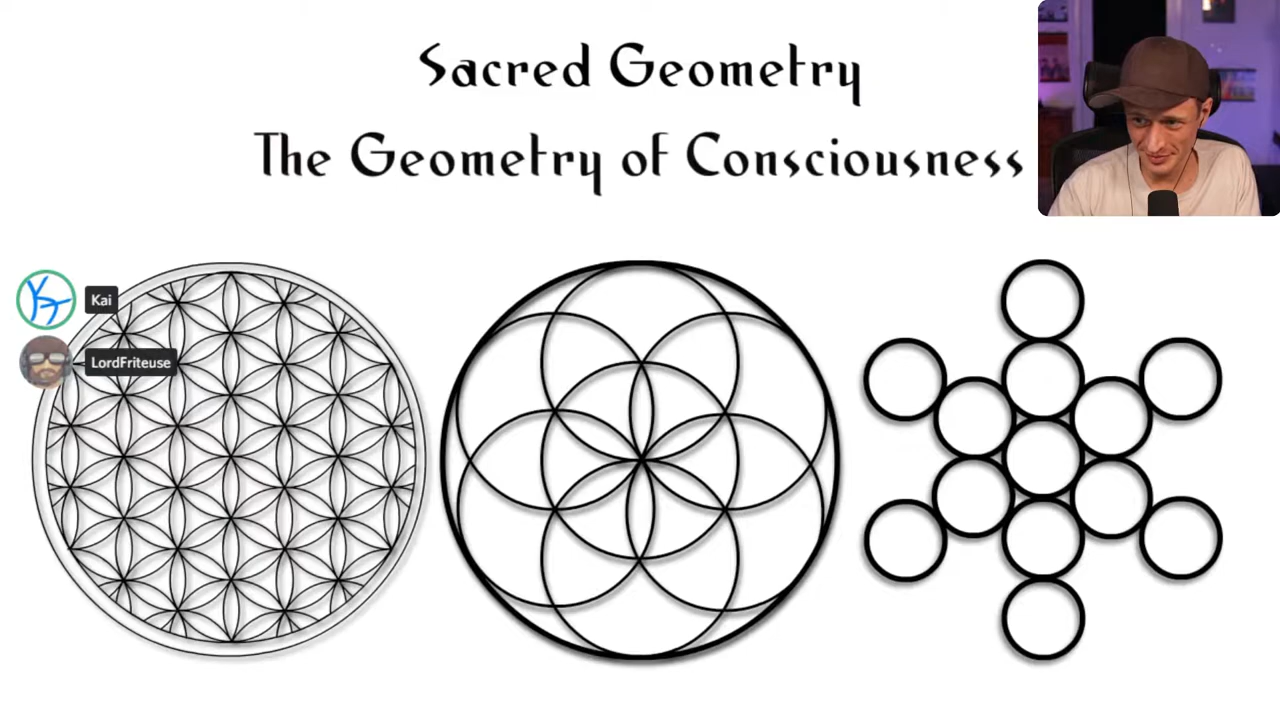 Sacred Geometry
The Geometry of Consciousness
Kai
LordFriteuse